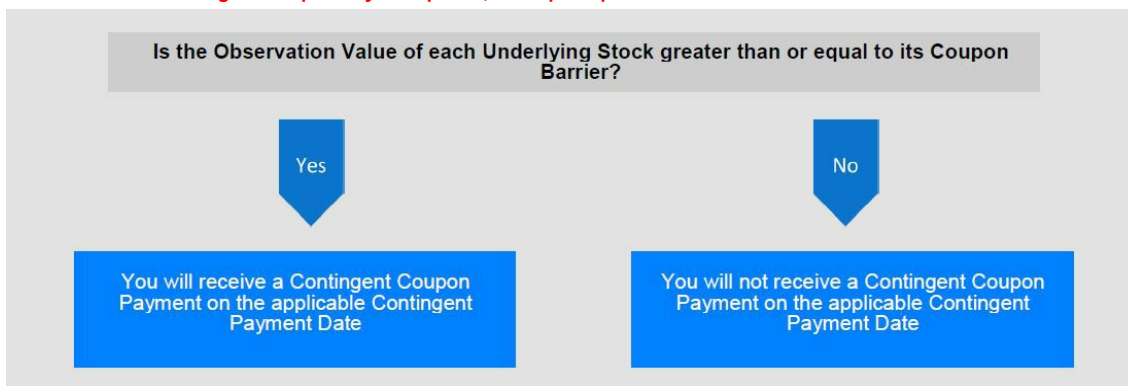 Is the Observation Value of each Underlying Stock greater than or equal to its Coupon
Barrier?
Yes
No
You will receive a Contingent Coupon
Payment on the applicable Contingent
Payment Date
You will not receive a Contingent Coupon
Payment on the applicable Contingent
Payment Date